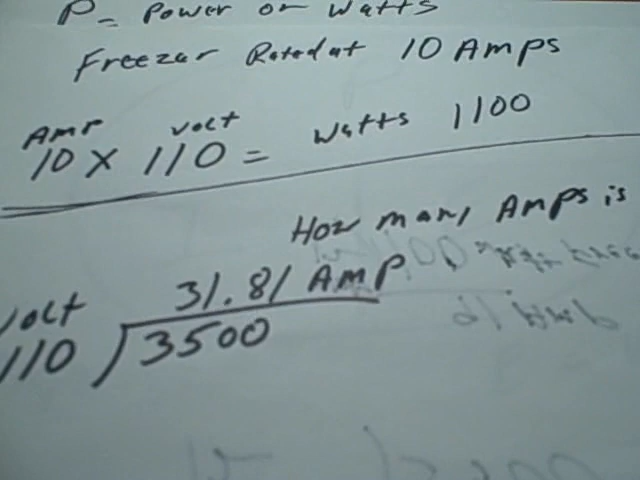 P = Power or Watts
Freezer Rated at 10 Amps
Amp volt
10 X 110 = Watts 1100
How many Amps is
volt 31.81 AMP
110 3500